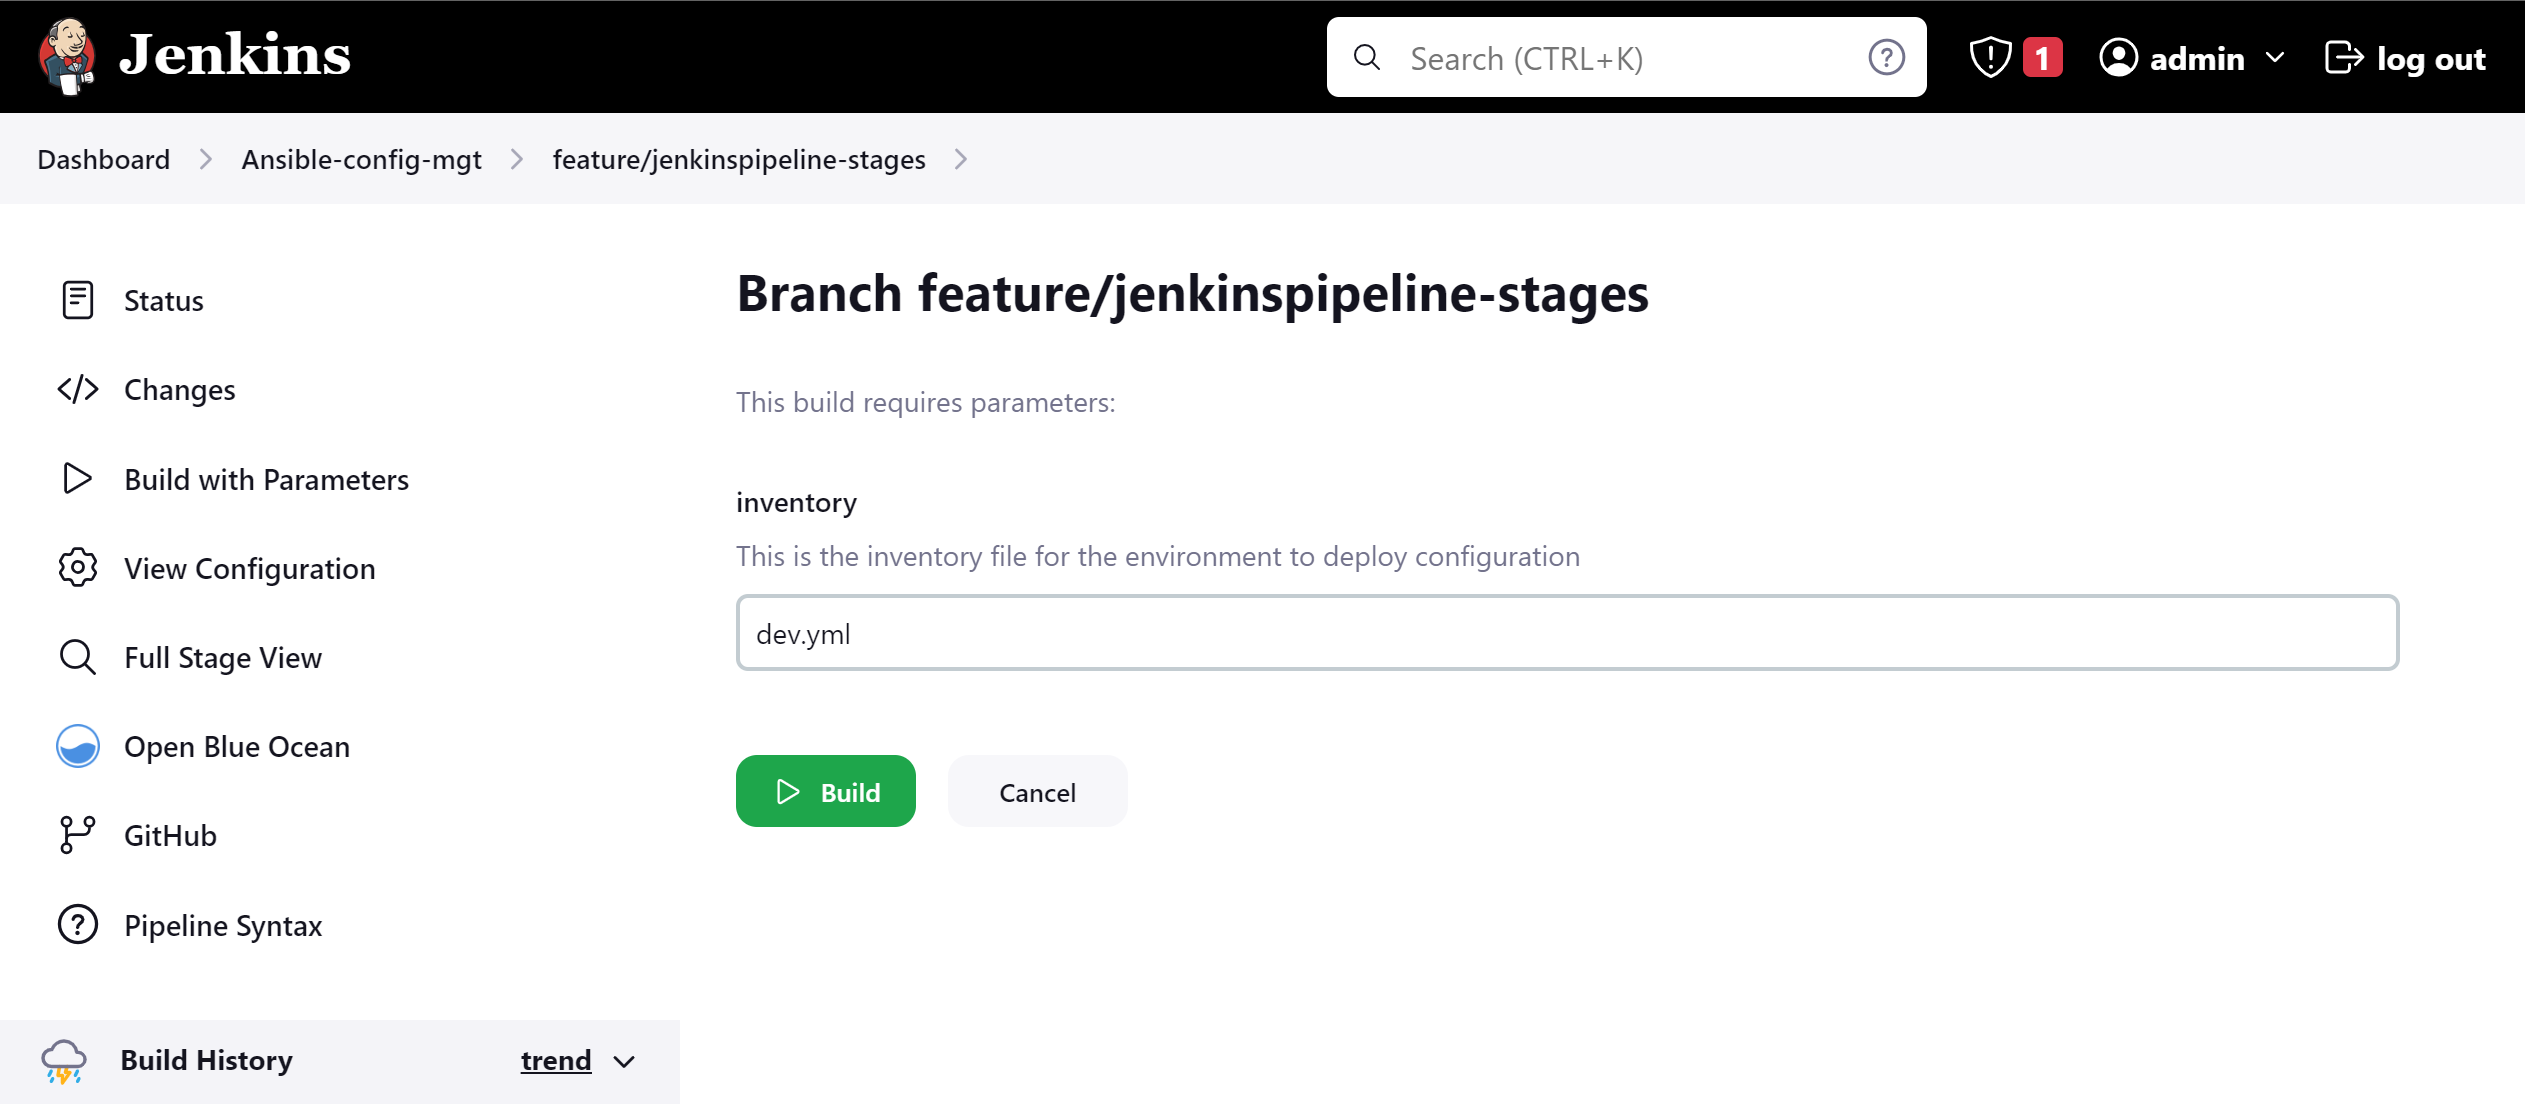 Jenkins
Search (CTRL+K)
1
admin
log out
Dashboard
Ansible-config-mgt
feature/jenkinspipeline-stages
Status
Changes
Build with Parameters
View Configuration
Full Stage View
Open Blue Ocean
GitHub
Pipeline Syntax
Build History
trend
Branch feature/jenkinspipeline-stages
This build requires parameters:
inventory
This is the inventory file for the environment to deploy configuration
dev.yml
Build
Cancel